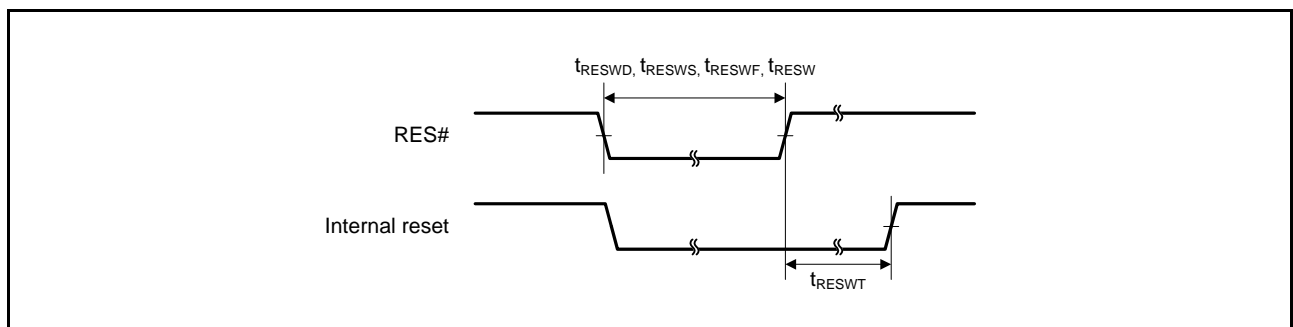 tRESWD, tRESWS, tRESWF, tRESW
RES#
Internal reset
tRESWT